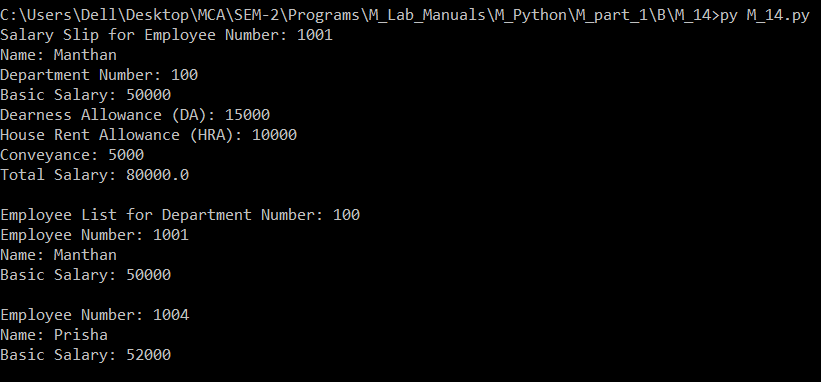 C:\Users\Dell\Desktop\MCA\SEM-2\Programs\M_Lab_Manuals\M_Python\M_part_1\B\M_14>py M_14.py
Salary Slip for Employee Number: 1001
Name: Manthan
Department Number: 100
Basic Salary: 50000
Dearness Allowance (DA): 15000
House Rent Allowance (HRA): 10000
Conveyance: 5000
Total Salary: 80000.0
Employee List for Department Number: 100
Employee Number: 1001
Name: Manthan
Basic Salary: 50000
Employee Number: 1004
Name: Prisha
Basic Salary: 52000